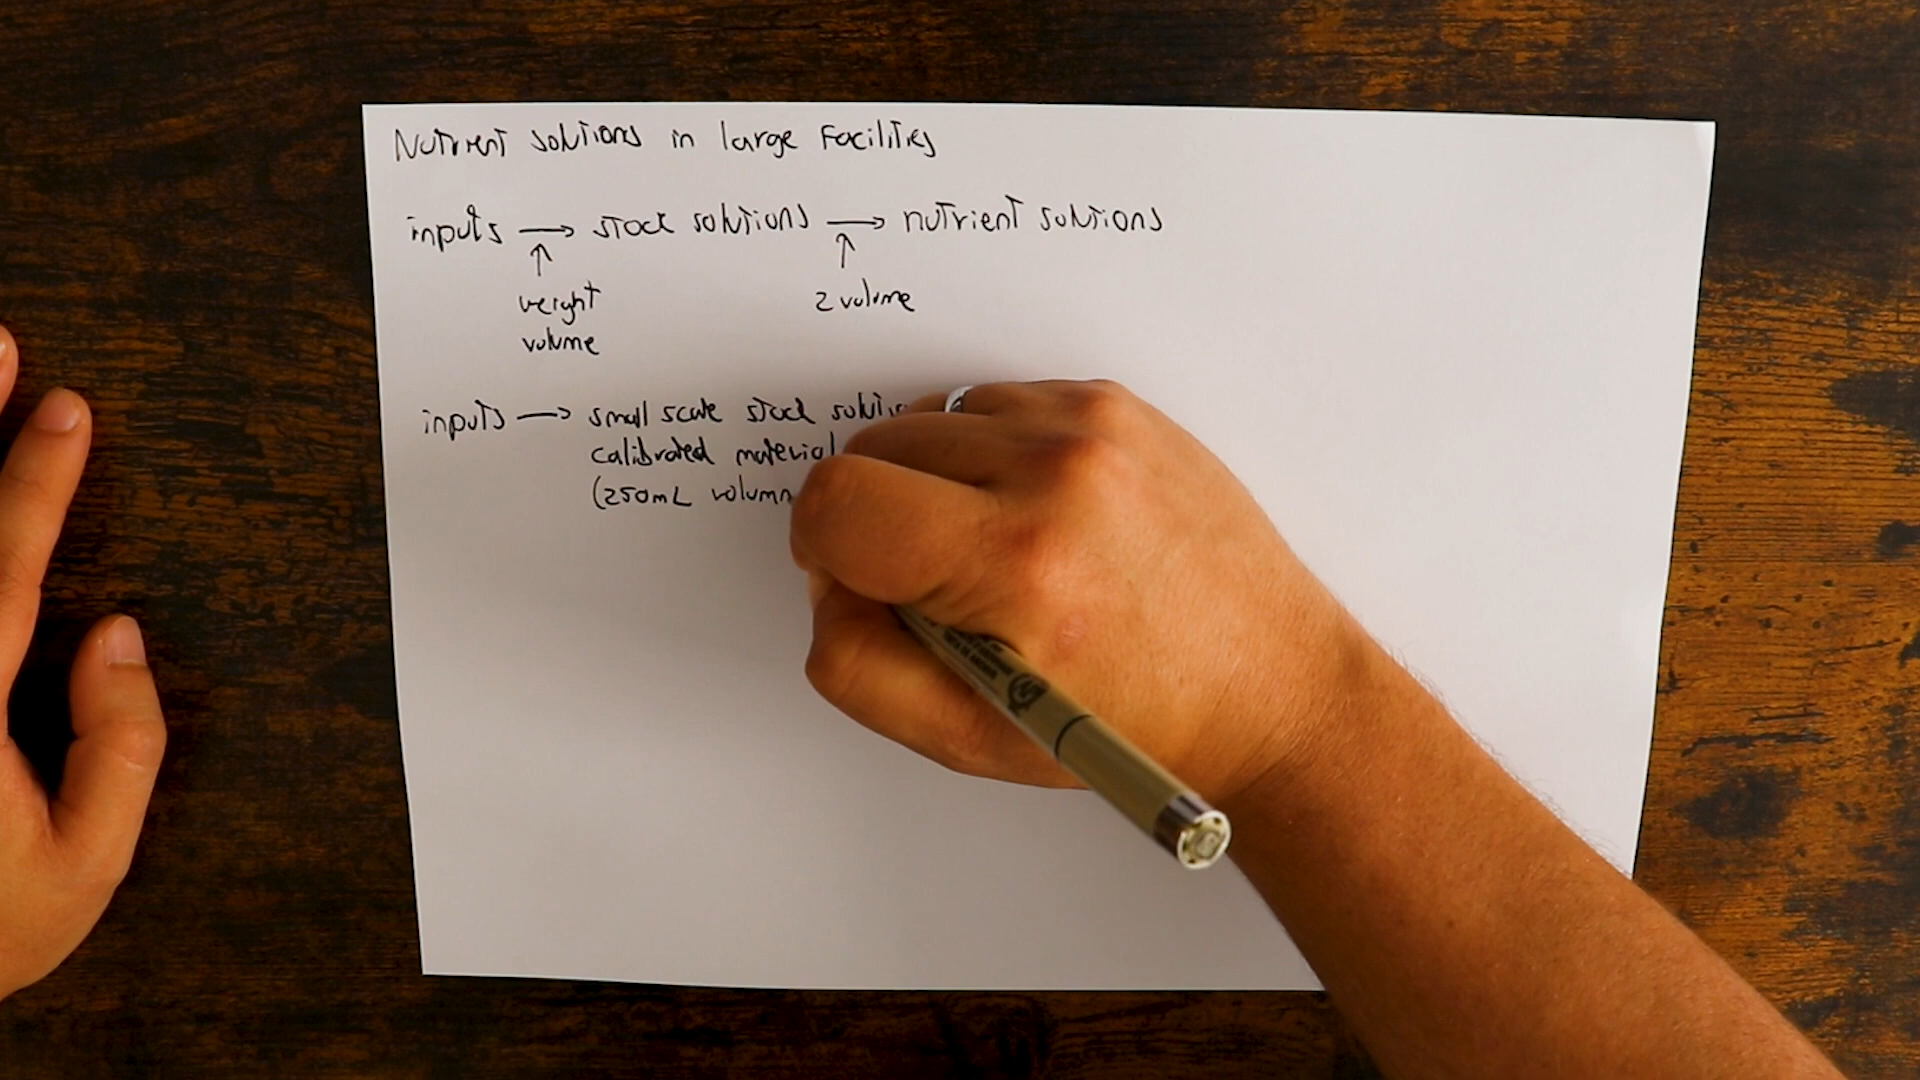 Nutrient solutions in large facilities
inputs → stock solutions → nutrient solutions
↑ ↑
weight 2 volume
volume
inputs → small scale stock
calibrated material
(250mL